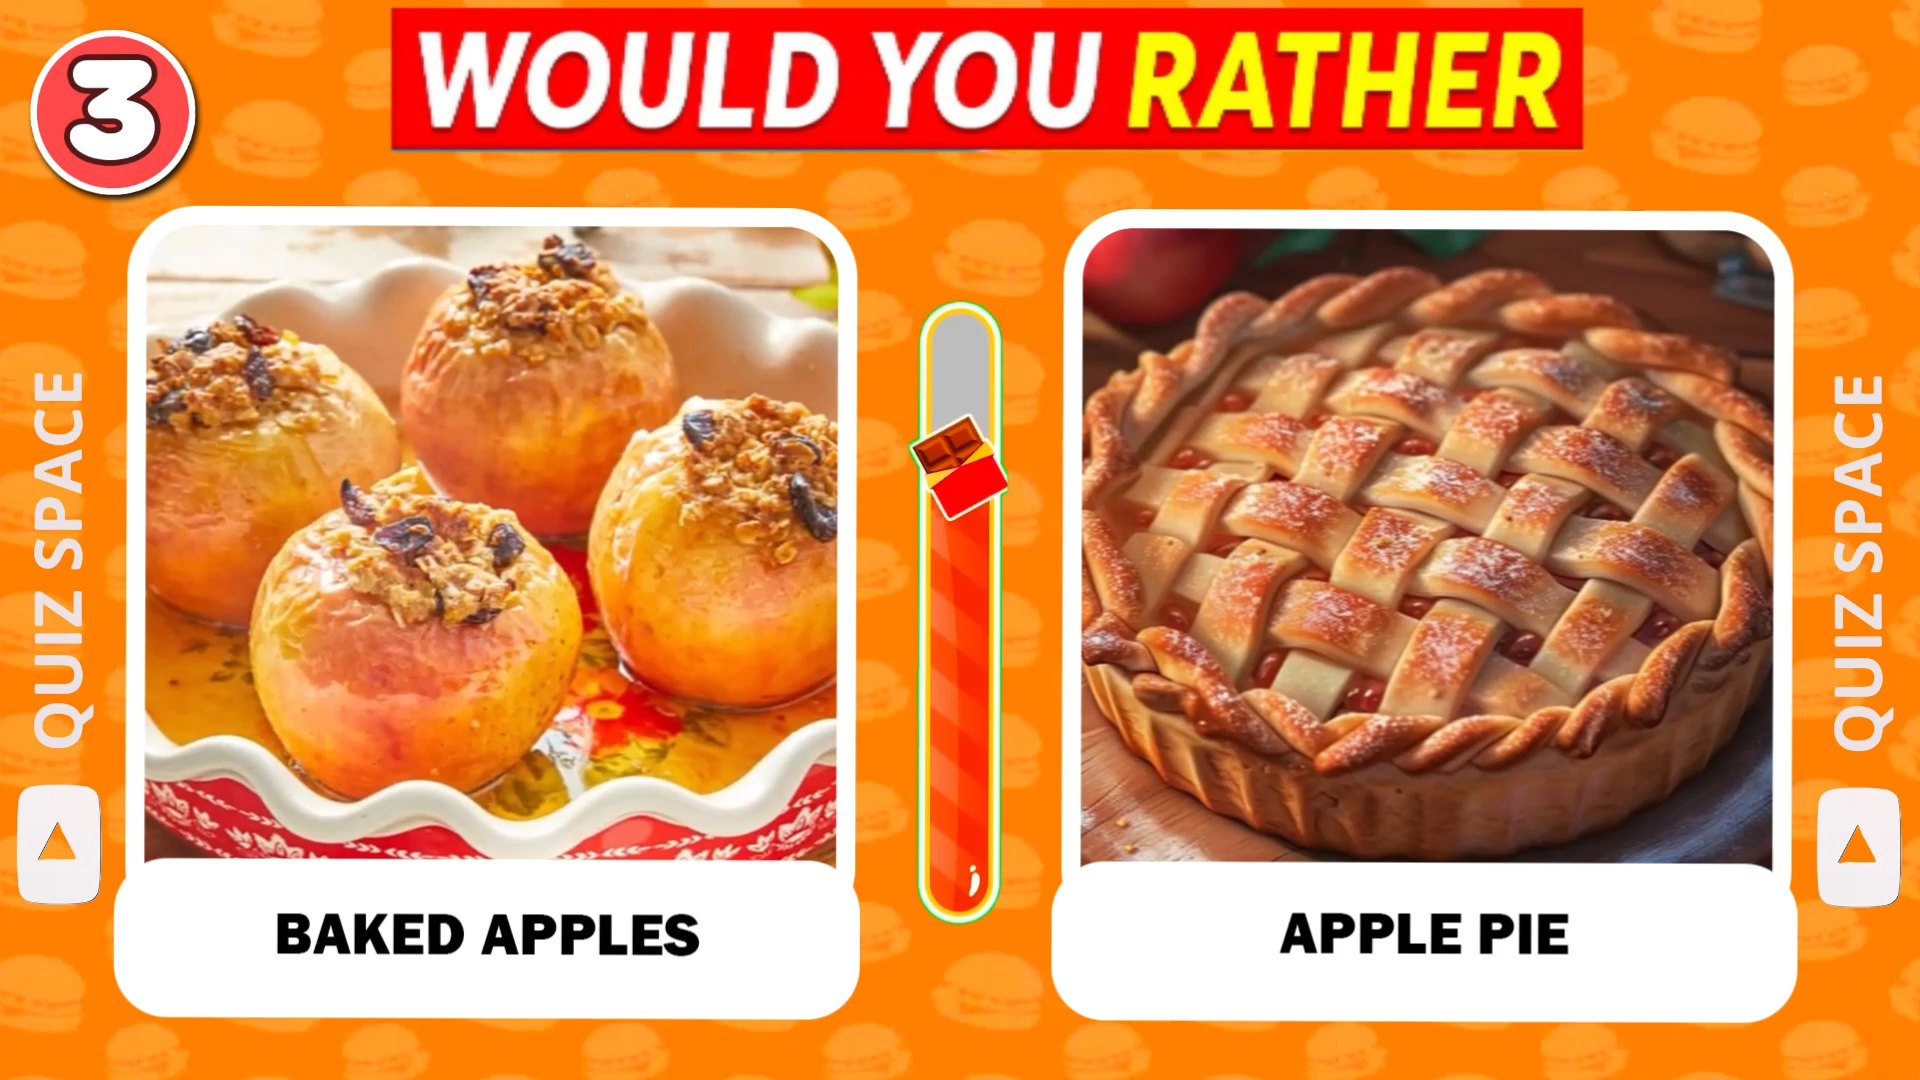 3
WOULD YOU RATHER
QUIZ SPACE
QUIZ SPACE
BAKED APPLES
APPLE PIE